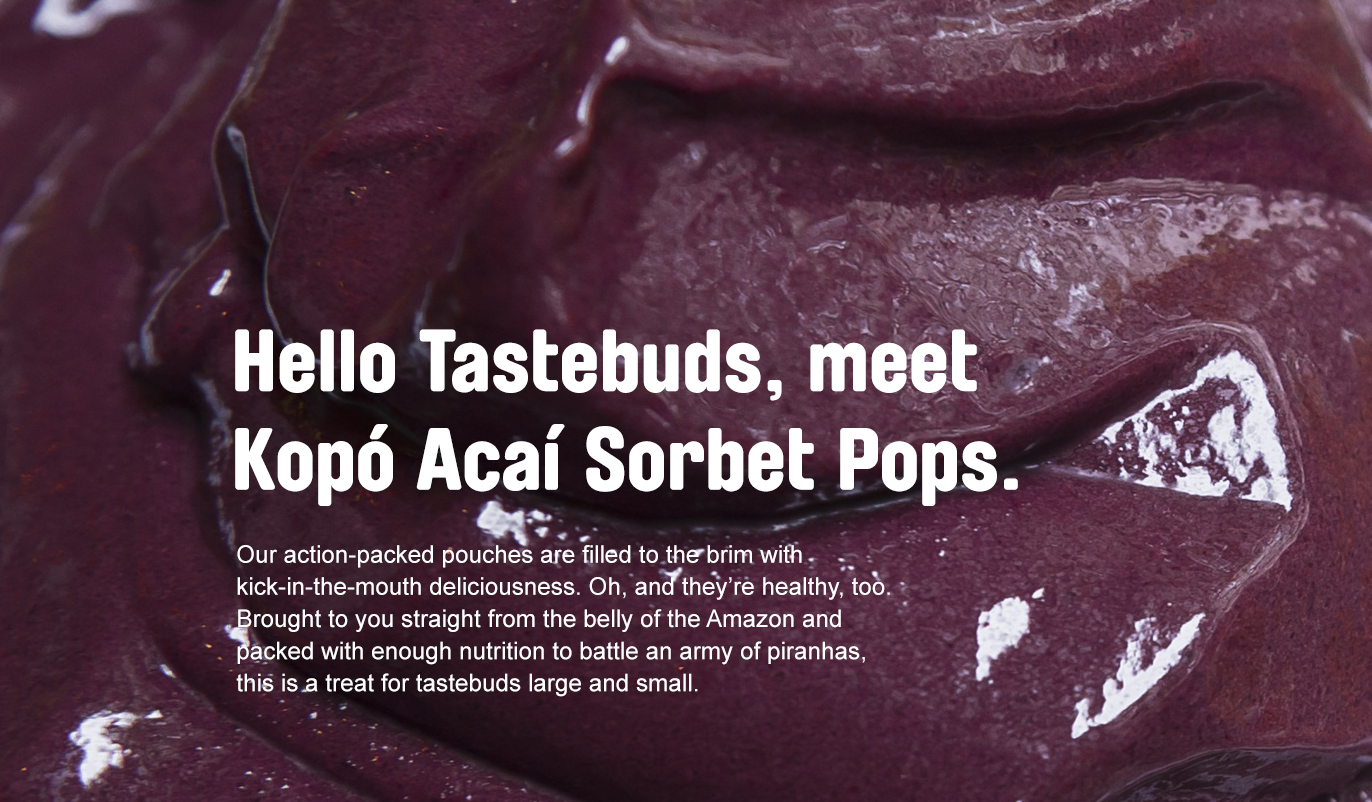 Hello Tastebuds, meet
Kopó Acaí Sorbet Pops.
Our action-packed pouches are filled to the brim with
kick-in-the-mouth deliciousness. Oh, and they’re healthy, too.
Brought to you straight from the belly of the Amazon and
packed with enough nutrition to battle an army of piranhas,
this is a treat for tastebuds large and small.